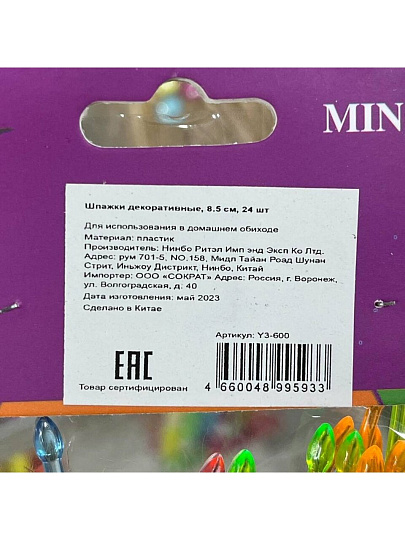 MIN
Шпажки декоративные, 8.5 см, 24 шт
Для использования в домашнем обиходе
Материал: пластик
Производитель: Нинбо Ритэл Имп энд Эксп Ко Лтд.
Адрес: рум 701-5, NO.158, Мидл Тайан Роад Шунан
Стрит, Иньжоу Дистрикт, Нинбо, Китай
Импортер: ООО «СОКРАТ» Адрес: Россия, г. Воронеж,
ул. Волгоградская, д. 40
Дата изготовления: май 2023
Сделано в Китае
Артикул: Y3-600
EAC
Товар сертифицирован
4 660048 995933